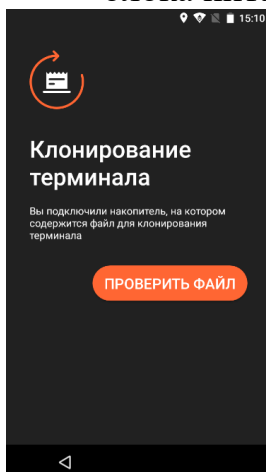 15:10
Клонирование
терминала
Вы подключили накопитель, на котором
содержится файл для клонирования
терминала
ПРОВЕРИТЬ ФАЙЛ